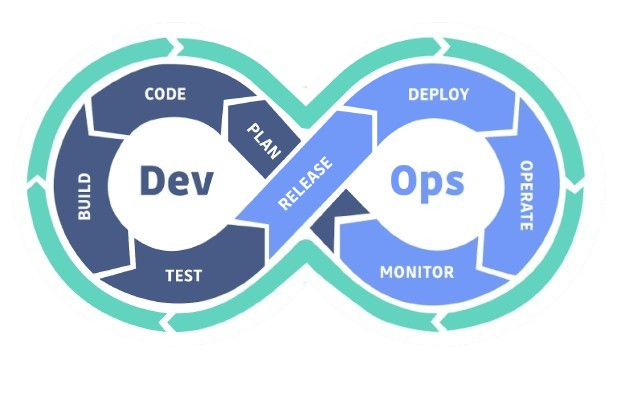 CODE
DEPLOY
PLAN
Dev
Ops
BUILD
RELEASE
OPERATE
TEST
MONITOR